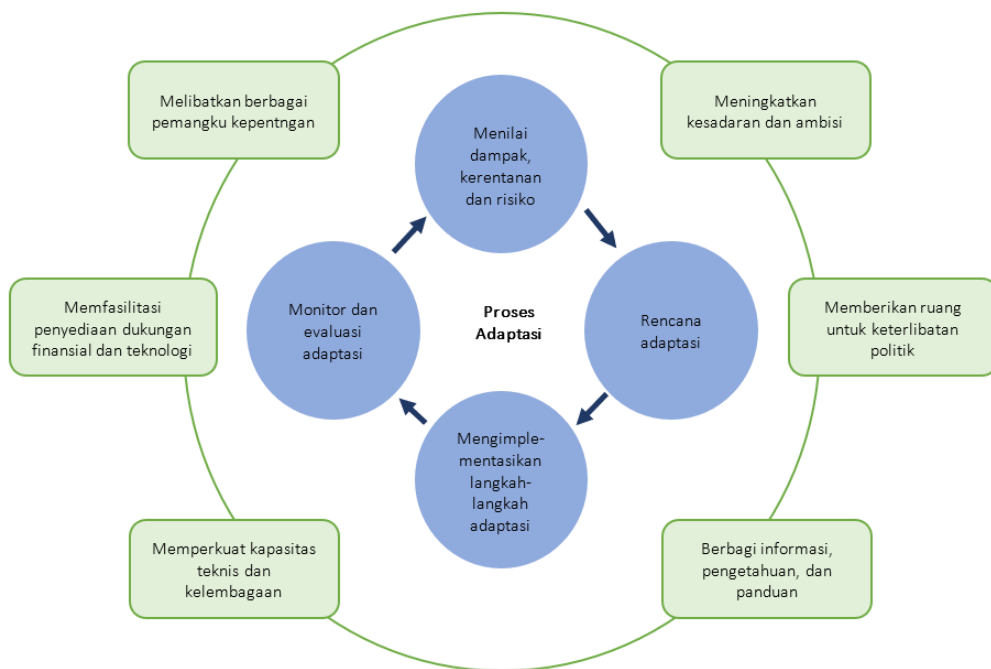 Melibatkan berbagai
pemangku kepentngan
Meningkatkan
kesadaran dan ambisi
Menilai
dampak,
kerentanan
dan risiko
Memfasilitasi
penyediaan dukungan
finansial dan teknologi
Monitor dan
evaluasi
adaptasi
Proses
Adaptasi
Rencana
adaptasi
Memberikan ruang
untuk keterlibatan
politik
Mengimple-
mentasikan
langkah-
langkah
adaptasi
Memperkuat kapasitas
teknis dan
kelembagaan
Berbagi informasi,
pengetahuan, dan
panduan